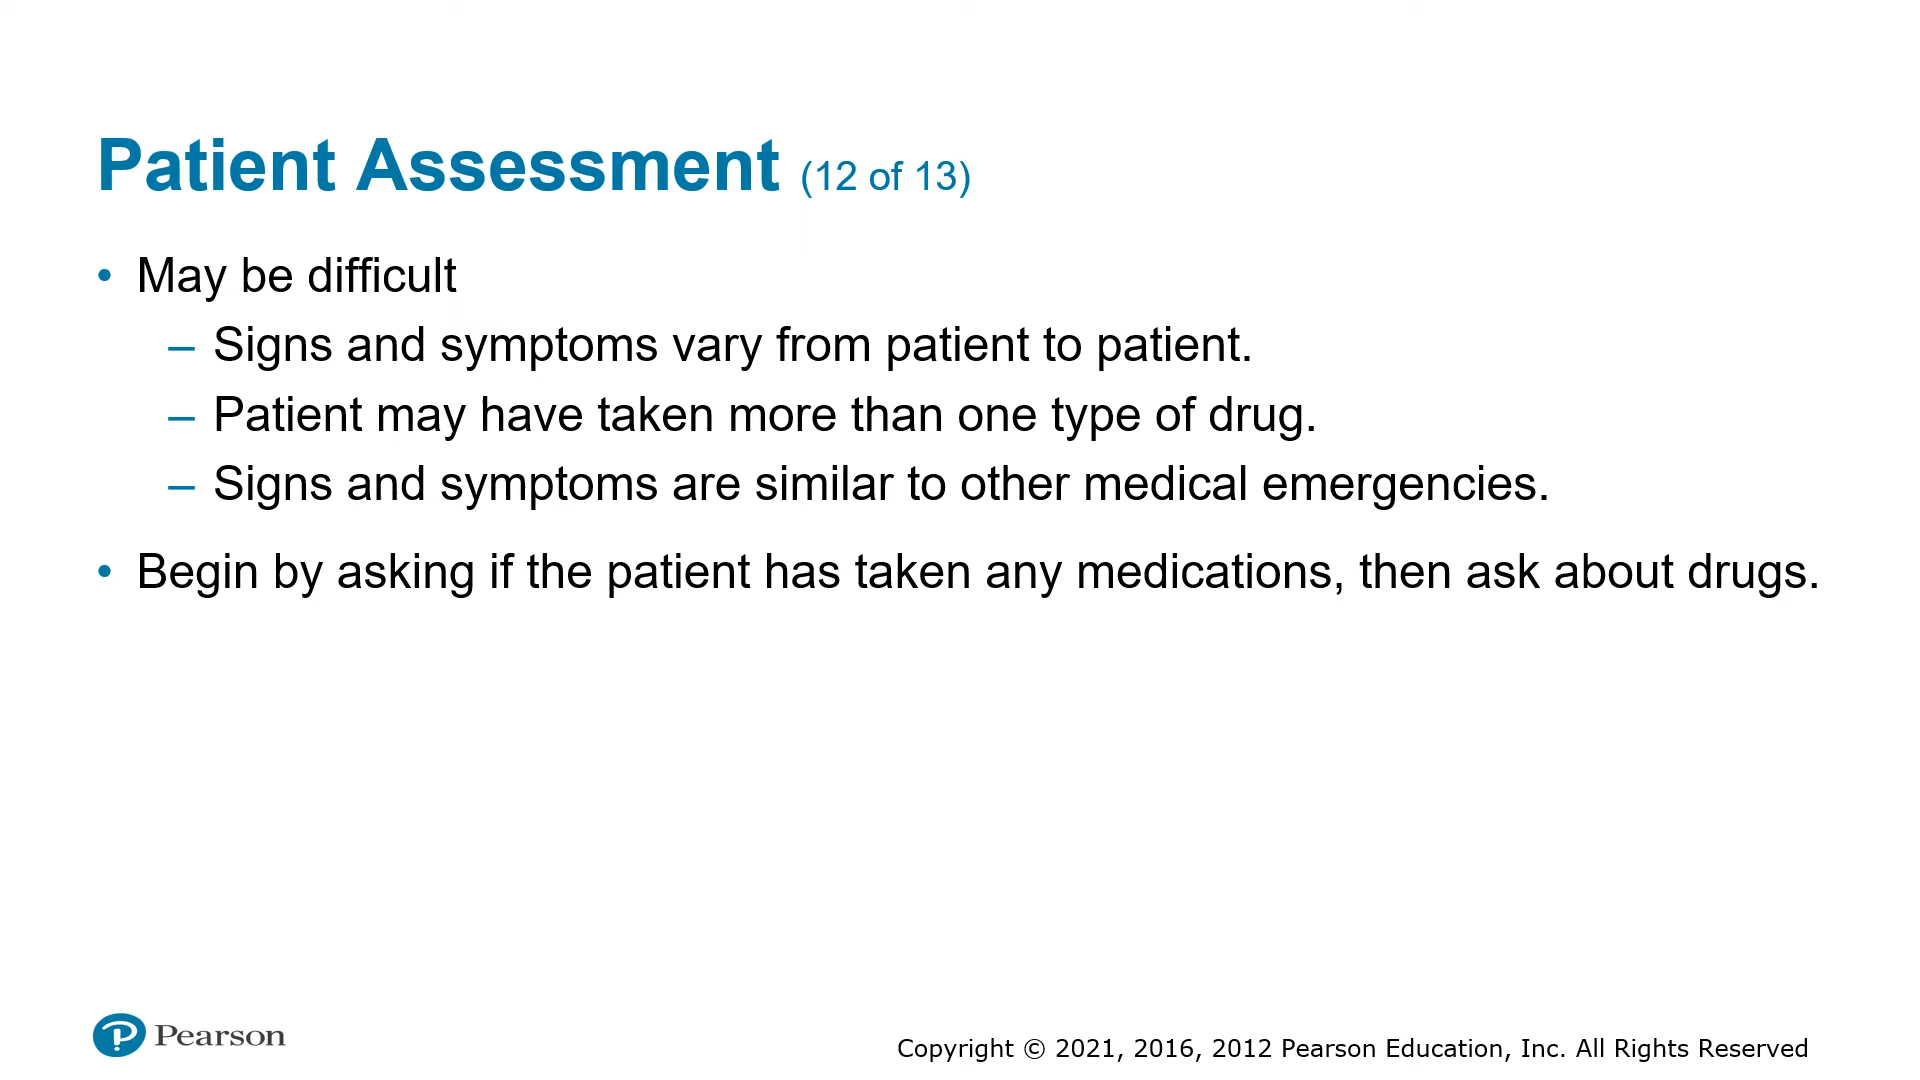 Patient Assessment (12 of 13)
• May be difficult
– Signs and symptoms vary from patient to patient.
– Patient may have taken more than one type of drug.
– Signs and symptoms are similar to other medical emergencies.
• Begin by asking if the patient has taken any medications, then ask about drugs.
Pearson
Copyright © 2021, 2016, 2012 Pearson Education, Inc. All Rights Reserved